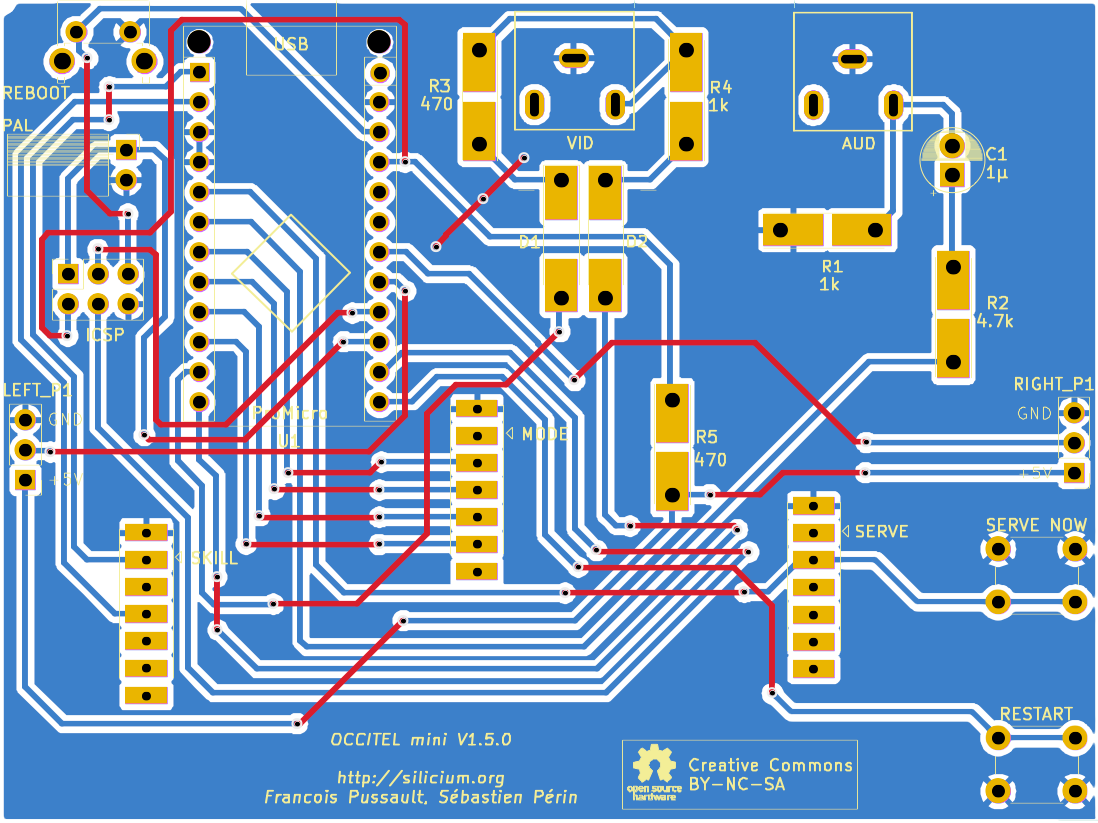 USB
REBOOT
PAL
R3
470
R4
1k
VID
AUD
C1
1µ
+
D1
D2
R1
1k
R2
4.7k
ICSP
LEFT_P1
GND
+5V
ProMicro
U1
MODE
RIGHT_P1
GND
+5V
R5
470
SKILL
SERVE
SERVE NOW
RESTART
OCCITEL mini V1.5.0
http://silicium.org
Francois Pussault, Sébastien Périn
open source
hardware
Creative Commons
BY-NC-SA